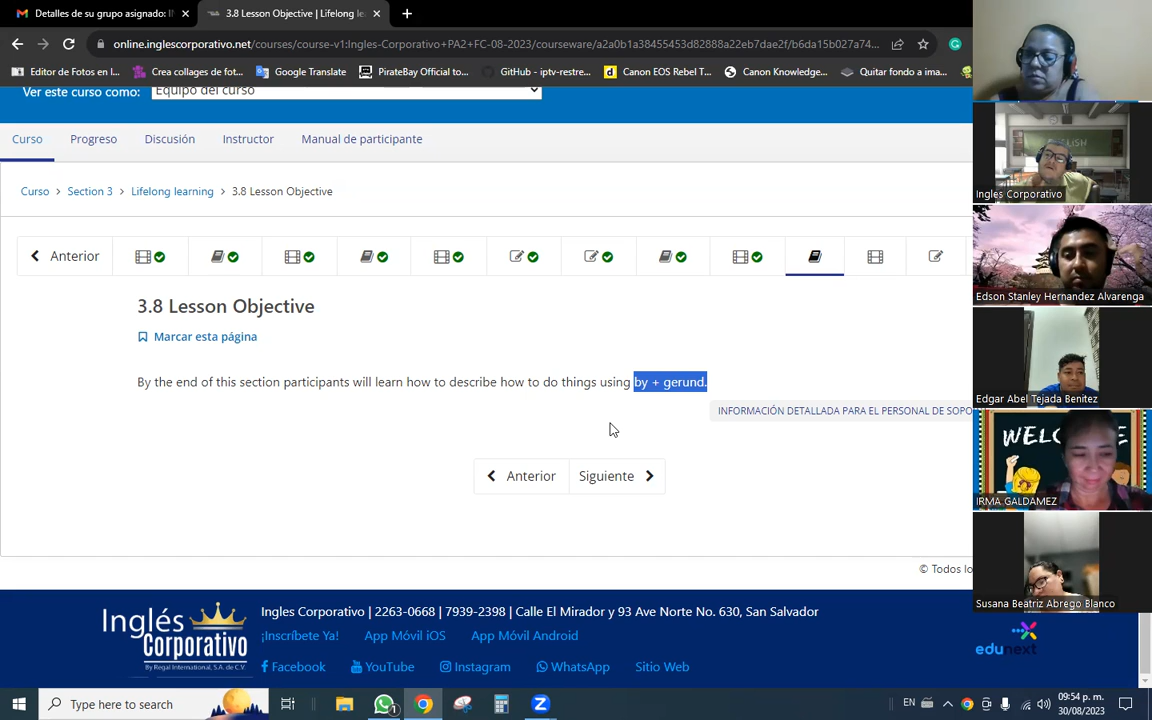 Detalles de su grupo asignado: II
3.8 Lesson Objective | Lifelong le
online.inglescorporativo.net/courses/course-v1:Ingles-Corporativo+PA2+FC-08-2023/courseware/a2a0b1a38455453d82888a22eb7dae2f/b6da15b027a74...
Editor de Fotos en l...
Crea collages de fot...
Google Translate
PirateBay Official to...
GitHub - iptv-restre...
Canon EOS Rebel T...
Canon Knowledge...
Quitar fondo a ima...
Ver este curso como:
Equipo del curso
Curso
Progreso
Discusión
Instructor
Manual de participante
Curso > Section 3 > Lifelong learning > 3.8 Lesson Objective
Anterior
3.8 Lesson Objective
Marcar esta página
By the end of this section participants will learn how to describe how to do things using by + gerund.
INFORMACIÓN DETALLADA PARA EL PERSONAL DE SOPO
Anterior
Siguiente
© Todos lo
Inglés Corporativo
By Regal International, S.A. de C.V.
Ingles Corporativo | 2263-0668 | 7939-2398 | Calle El Mirador y 93 Ave Norte No. 630, San Salvador
¡Inscríbete Ya!
App Móvil iOS
App Móvil Android
Facebook
YouTube
Instagram
WhatsApp
Sitio Web
edunext
ENGLISH
Ingles Corporativo
Edson Stanley Hernandez Alvarenga
Edgar Abel Tejada Benitez
WELC
IRMA GALDAMEZ
Susana Beatriz Abrego Blanco
Type here to search
1
EN
09:54 p. m.
30/08/2023